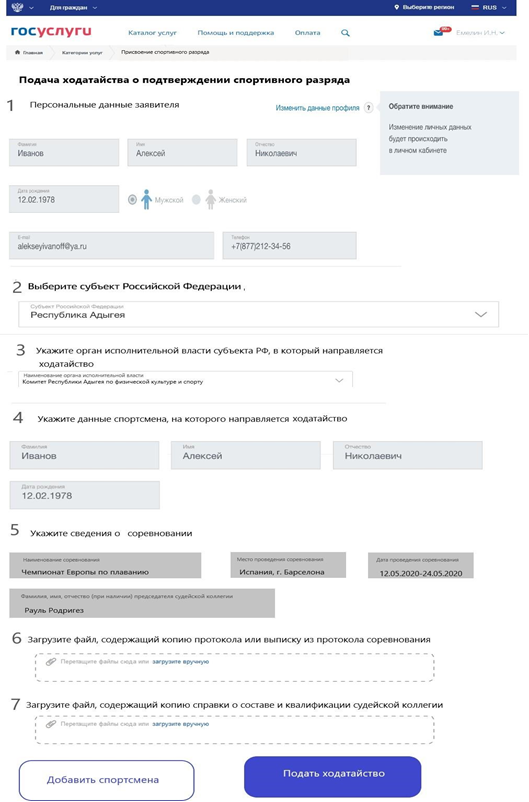 Для граждан
Выберите регион
RUS
госуслуги
Каталог услуг
Помощь и поддержка
Оплата
Емелин И.Н.
Главная
Категории услуг
Присвоение спортивного разряда
Подача ходатайства о подтверждении спортивного разряда
1 Персональные данные заявителя
Изменить данные профиля ?
Обратите внимание
Изменение личных данных
будет происходить
в личном кабинете
Фамилия
Иванов
Имя
Алексей
Отчество
Николаевич
Дата рождения
12.02.1978
Мужской
Женский
E-mail
alekseyivanoff@ya.ru
Телефон
+7(877)212-34-56
2 Выберите субъект Российской Федерации ,
Субъект Российской Федерации
Республика Адыгея
3 Укажите орган исполнительной власти субъекта РФ, в который направляется
ходатайство
Наименование органа исполнительной власти
Комитет Республики Адыгея по физической культуре и спорту
4 Укажите данные спортсмена, на которого направляется ходатайство
Фамилия
Иванов
Имя
Алексей
Отчество
Николаевич
Дата рождения
12.02.1978
5 Укажите сведения о соревновании
Наименование соревнования
Чемпионат Европы по плаванию
Место проведения соревнования
Испания, г. Барселона
Дата проведения соревнования
12.05.2020-24.05.2020
Фамилия, имя, отчество (при наличии) председателя судейской коллегии
Рауль Родригез
6 Загрузите файл, содержащий копию протокола или выписку из протокола соревнования
Перетащите файлы сюда или загрузите вручную
7 Загрузите файл, содержащий копию справки о составе и квалификации судейской коллегии
Перетащите файлы сюда или загрузите вручную
Добавить спортсмена
Подать ходатайство